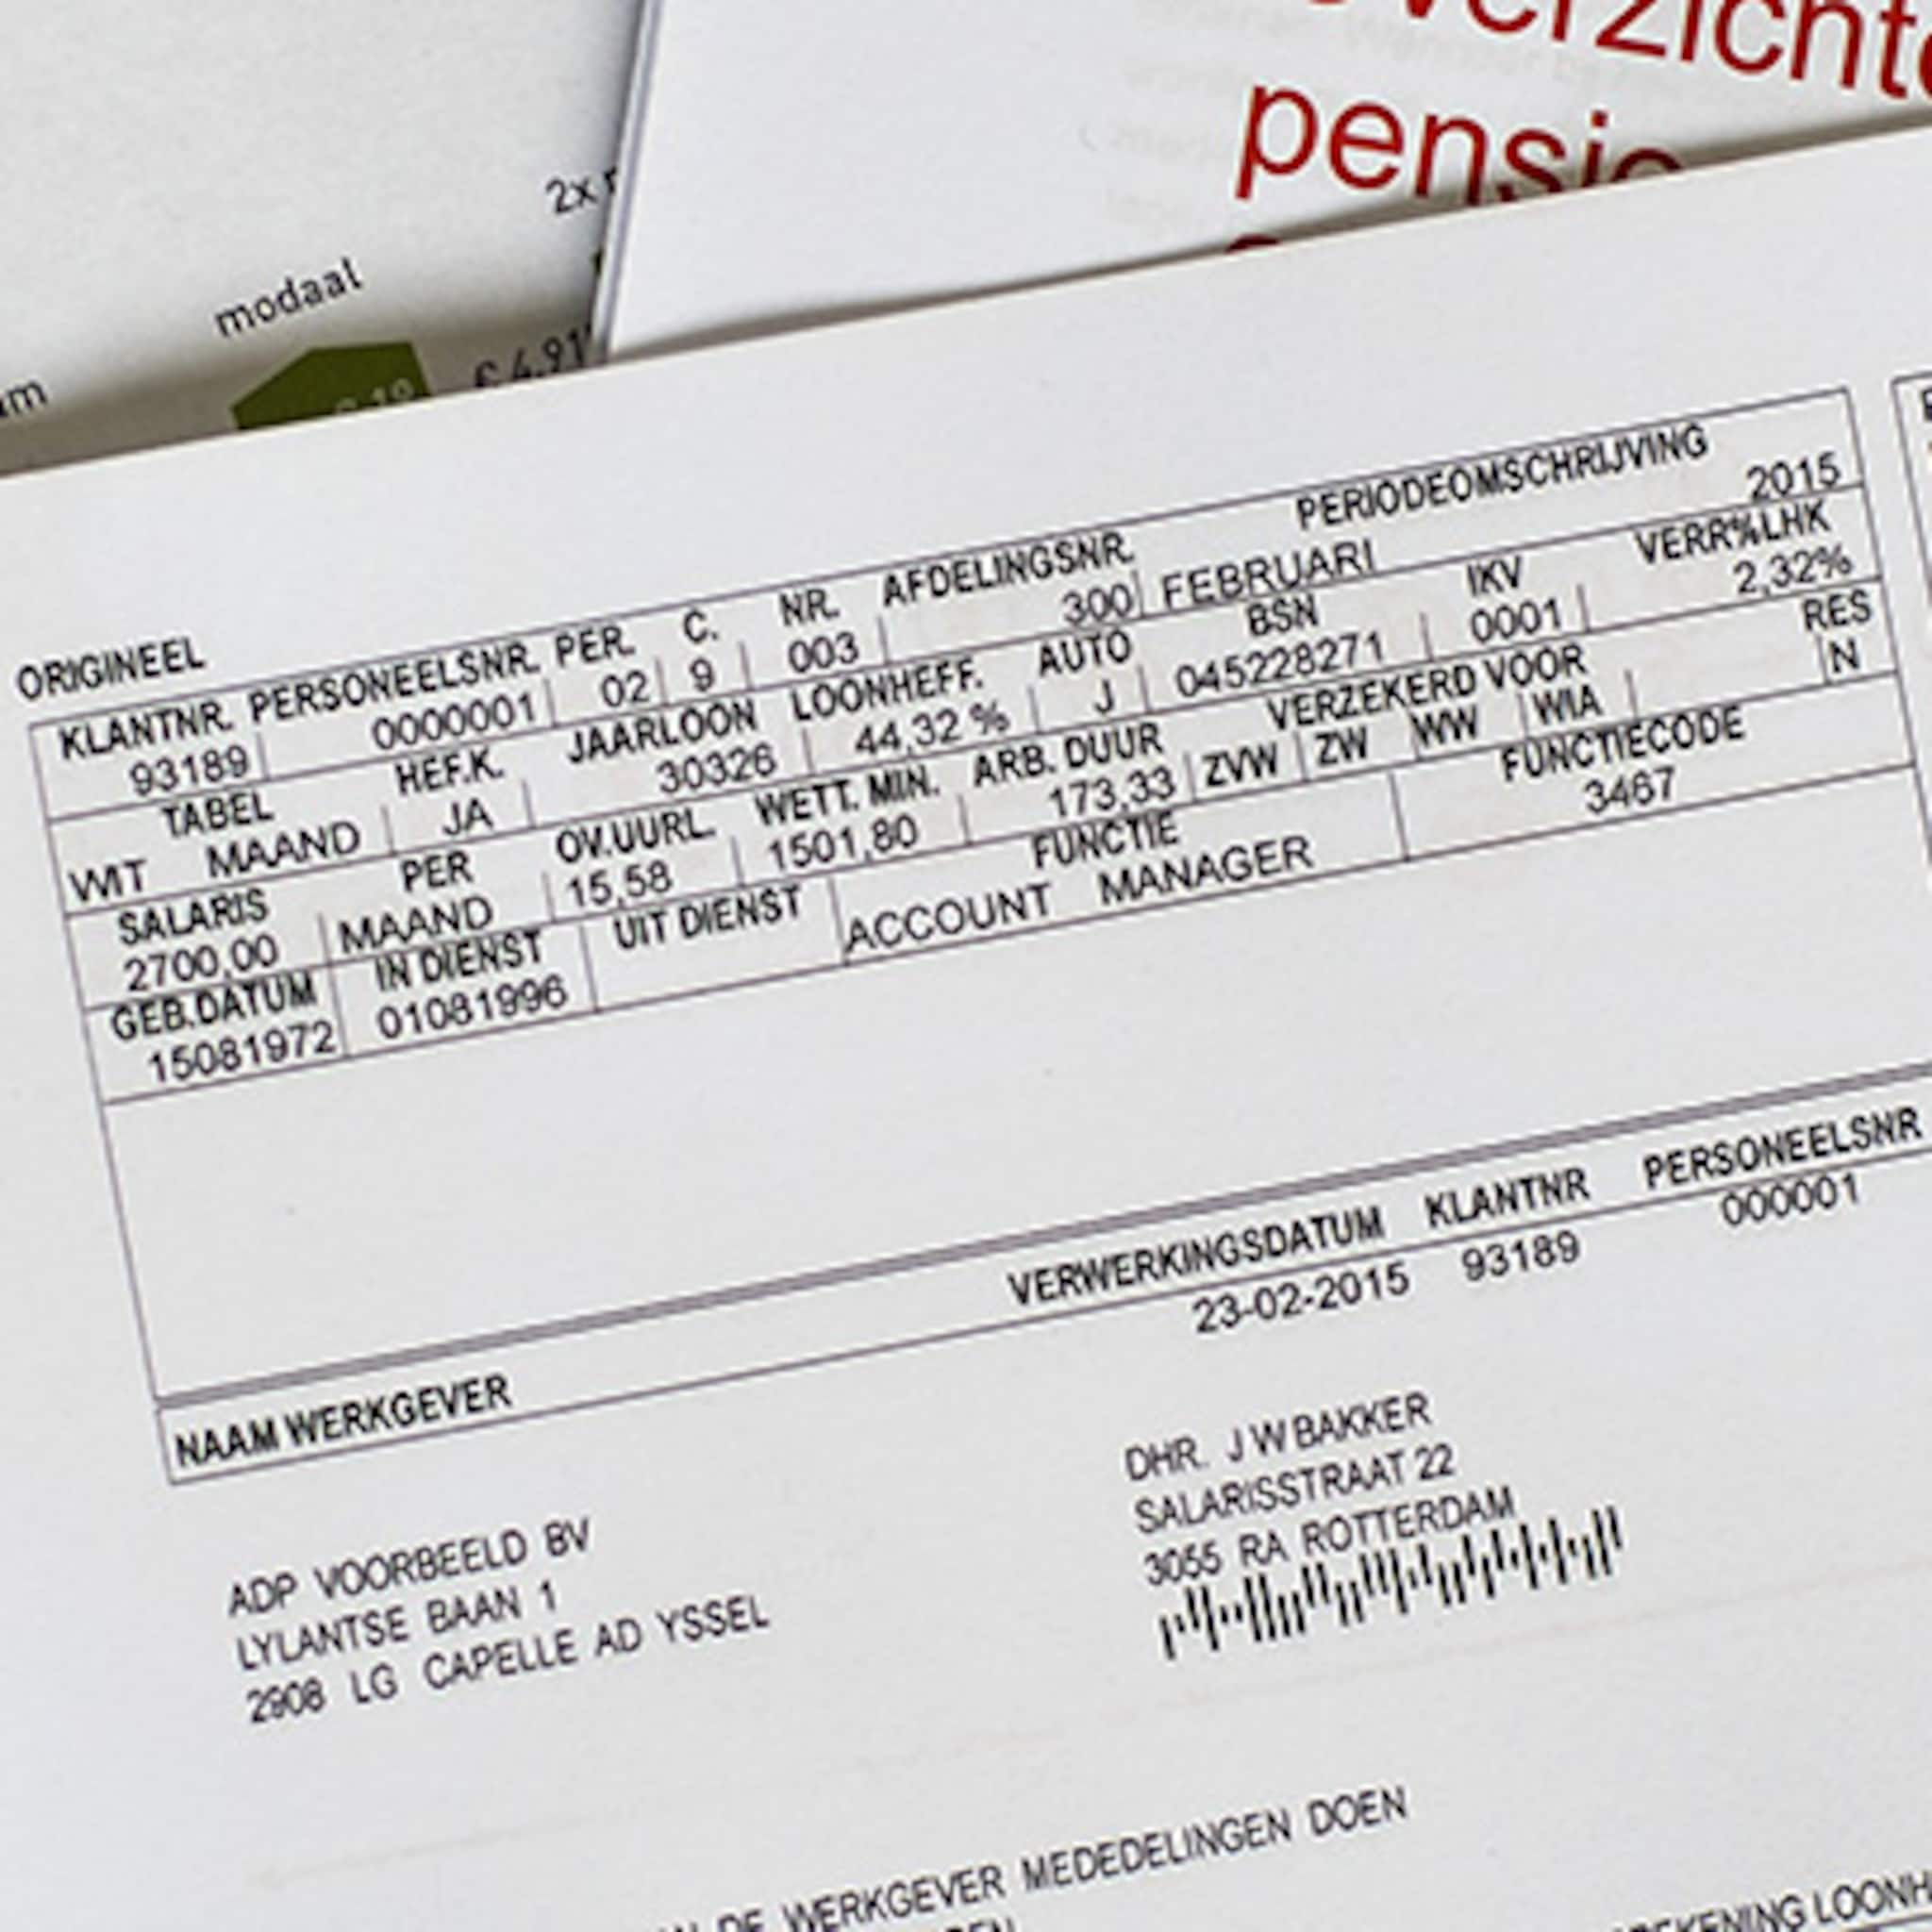 pensio
2x
modaal
ORIGINEEL
KLANTNR. PERSONEELSNR. PER. C. NR. AFDELINGSNR. PERIODEOMSCHRIJVING
93189 0000001 02 9 003 300 FEBRUARI 2015
TABEL HEF.K. JAARLOON LOONHEFF. AUTO BSN IKV VERR%LHK
WIT MAAND JA 30326 44,32 % J 045228271 0001 2,32%
SALARIS PER OV.UURL. WETT. MIN. ARB. DUUR VERZEKERD VOOR RES
2700,00 MAAND 15,58 1501,80 173,33 ZVW ZW WW WIA N
GEB.DATUM IN DIENST UIT DIENST FUNCTIE FUNCTIECODE
15081972 01081996 ACCOUNT MANAGER 3467
VERWERKINGSDATUM KLANTNR PERSONEELSNR
23-02-2015 93189 000001
NAAM WERKGEVER
ADP VOORBEELD BV
LYLANTSE BAAN 1
2908 LG CAPELLE AD YSSEL
DHR. J W BAKKER
SALARISSTRAAT 22
3055 RA ROTTERDAM
DE WERKGEVER MEDEDELINGEN DOEN